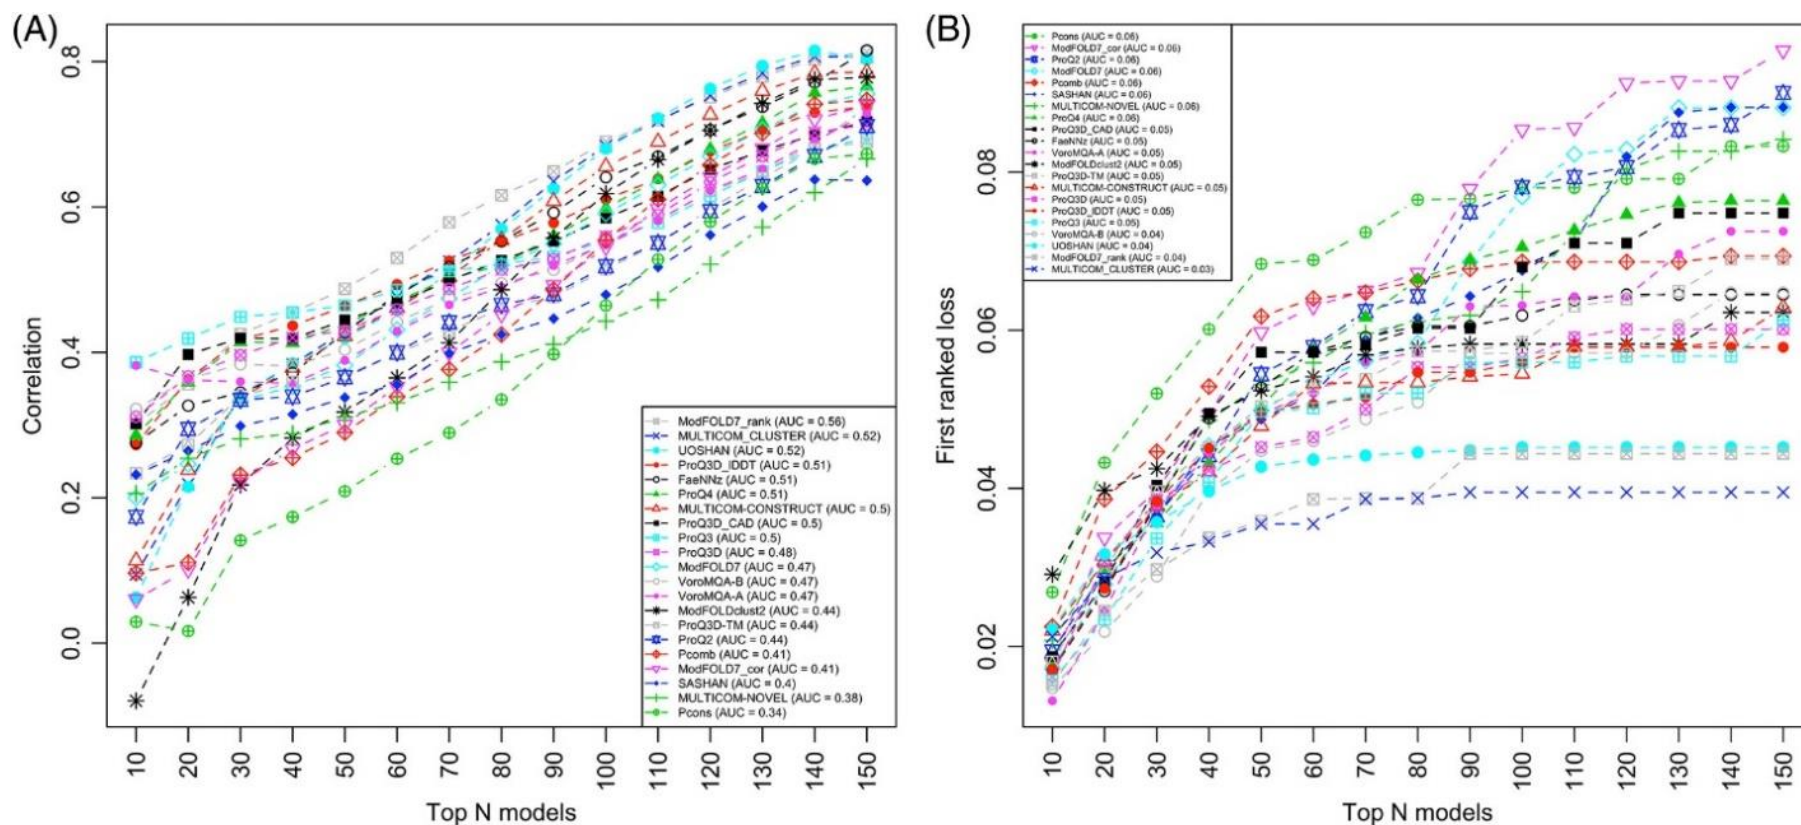 (A)
Correlation
0.8
0.6
0.4
0.2
0.0
ModFOLD7_rank (AUC = 0.56)
MULTICOM_CLUSTER (AUC = 0.52)
UOSHAN (AUC = 0.52)
ProQ3D_lDDT (AUC = 0.51)
FaeNNz (AUC = 0.51)
ProQ4 (AUC = 0.51)
MULTICOM-CONSTRUCT (AUC = 0.5)
ProQ3D_CAD (AUC = 0.5)
ProQ3 (AUC = 0.5)
ProQ3D (AUC = 0.48)
ModFOLD7 (AUC = 0.47)
VoroMQA-B (AUC = 0.47)
VoroMQA-A (AUC = 0.47)
ModFOLDclust2 (AUC = 0.44)
ProQ3D-TM (AUC = 0.44)
ProQ2 (AUC = 0.44)
Pcomb (AUC = 0.41)
ModFOLD7_cor (AUC = 0.41)
SASHAN (AUC = 0.4)
MULTICOM-NOVEL (AUC = 0.38)
Pcons (AUC = 0.34)
10 20 30 40 50 60 70 80 90 100 110 120 130 140 150
Top N models
(B)
First ranked loss
0.08
0.06
0.04
0.02
Pcons (AUC = 0.06)
ModFOLD7_cor (AUC = 0.06)
ProQ2 (AUC = 0.06)
ModFOLD7 (AUC = 0.06)
Pcomb (AUC = 0.06)
SASHAN (AUC = 0.06)
MULTICOM-NOVEL (AUC = 0.06)
ProQ4 (AUC = 0.06)
ProQ3D_CAD (AUC = 0.05)
FaeNNz (AUC = 0.05)
VoroMQA-A (AUC = 0.05)
ModFOLDclust2 (AUC = 0.05)
ProQ3D-TM (AUC = 0.05)
MULTICOM-CONSTRUCT (AUC = 0.05)
ProQ3D (AUC = 0.05)
ProQ3D_lDDT (AUC = 0.05)
ProQ3 (AUC = 0.05)
VoroMQA-B (AUC = 0.04)
UOSHAN (AUC = 0.04)
ModFOLD7_rank (AUC = 0.04)
MULTICOM_CLUSTER (AUC = 0.03)
10 20 30 40 50 60 70 80 90 100 110 120 130 140 150
Top N models